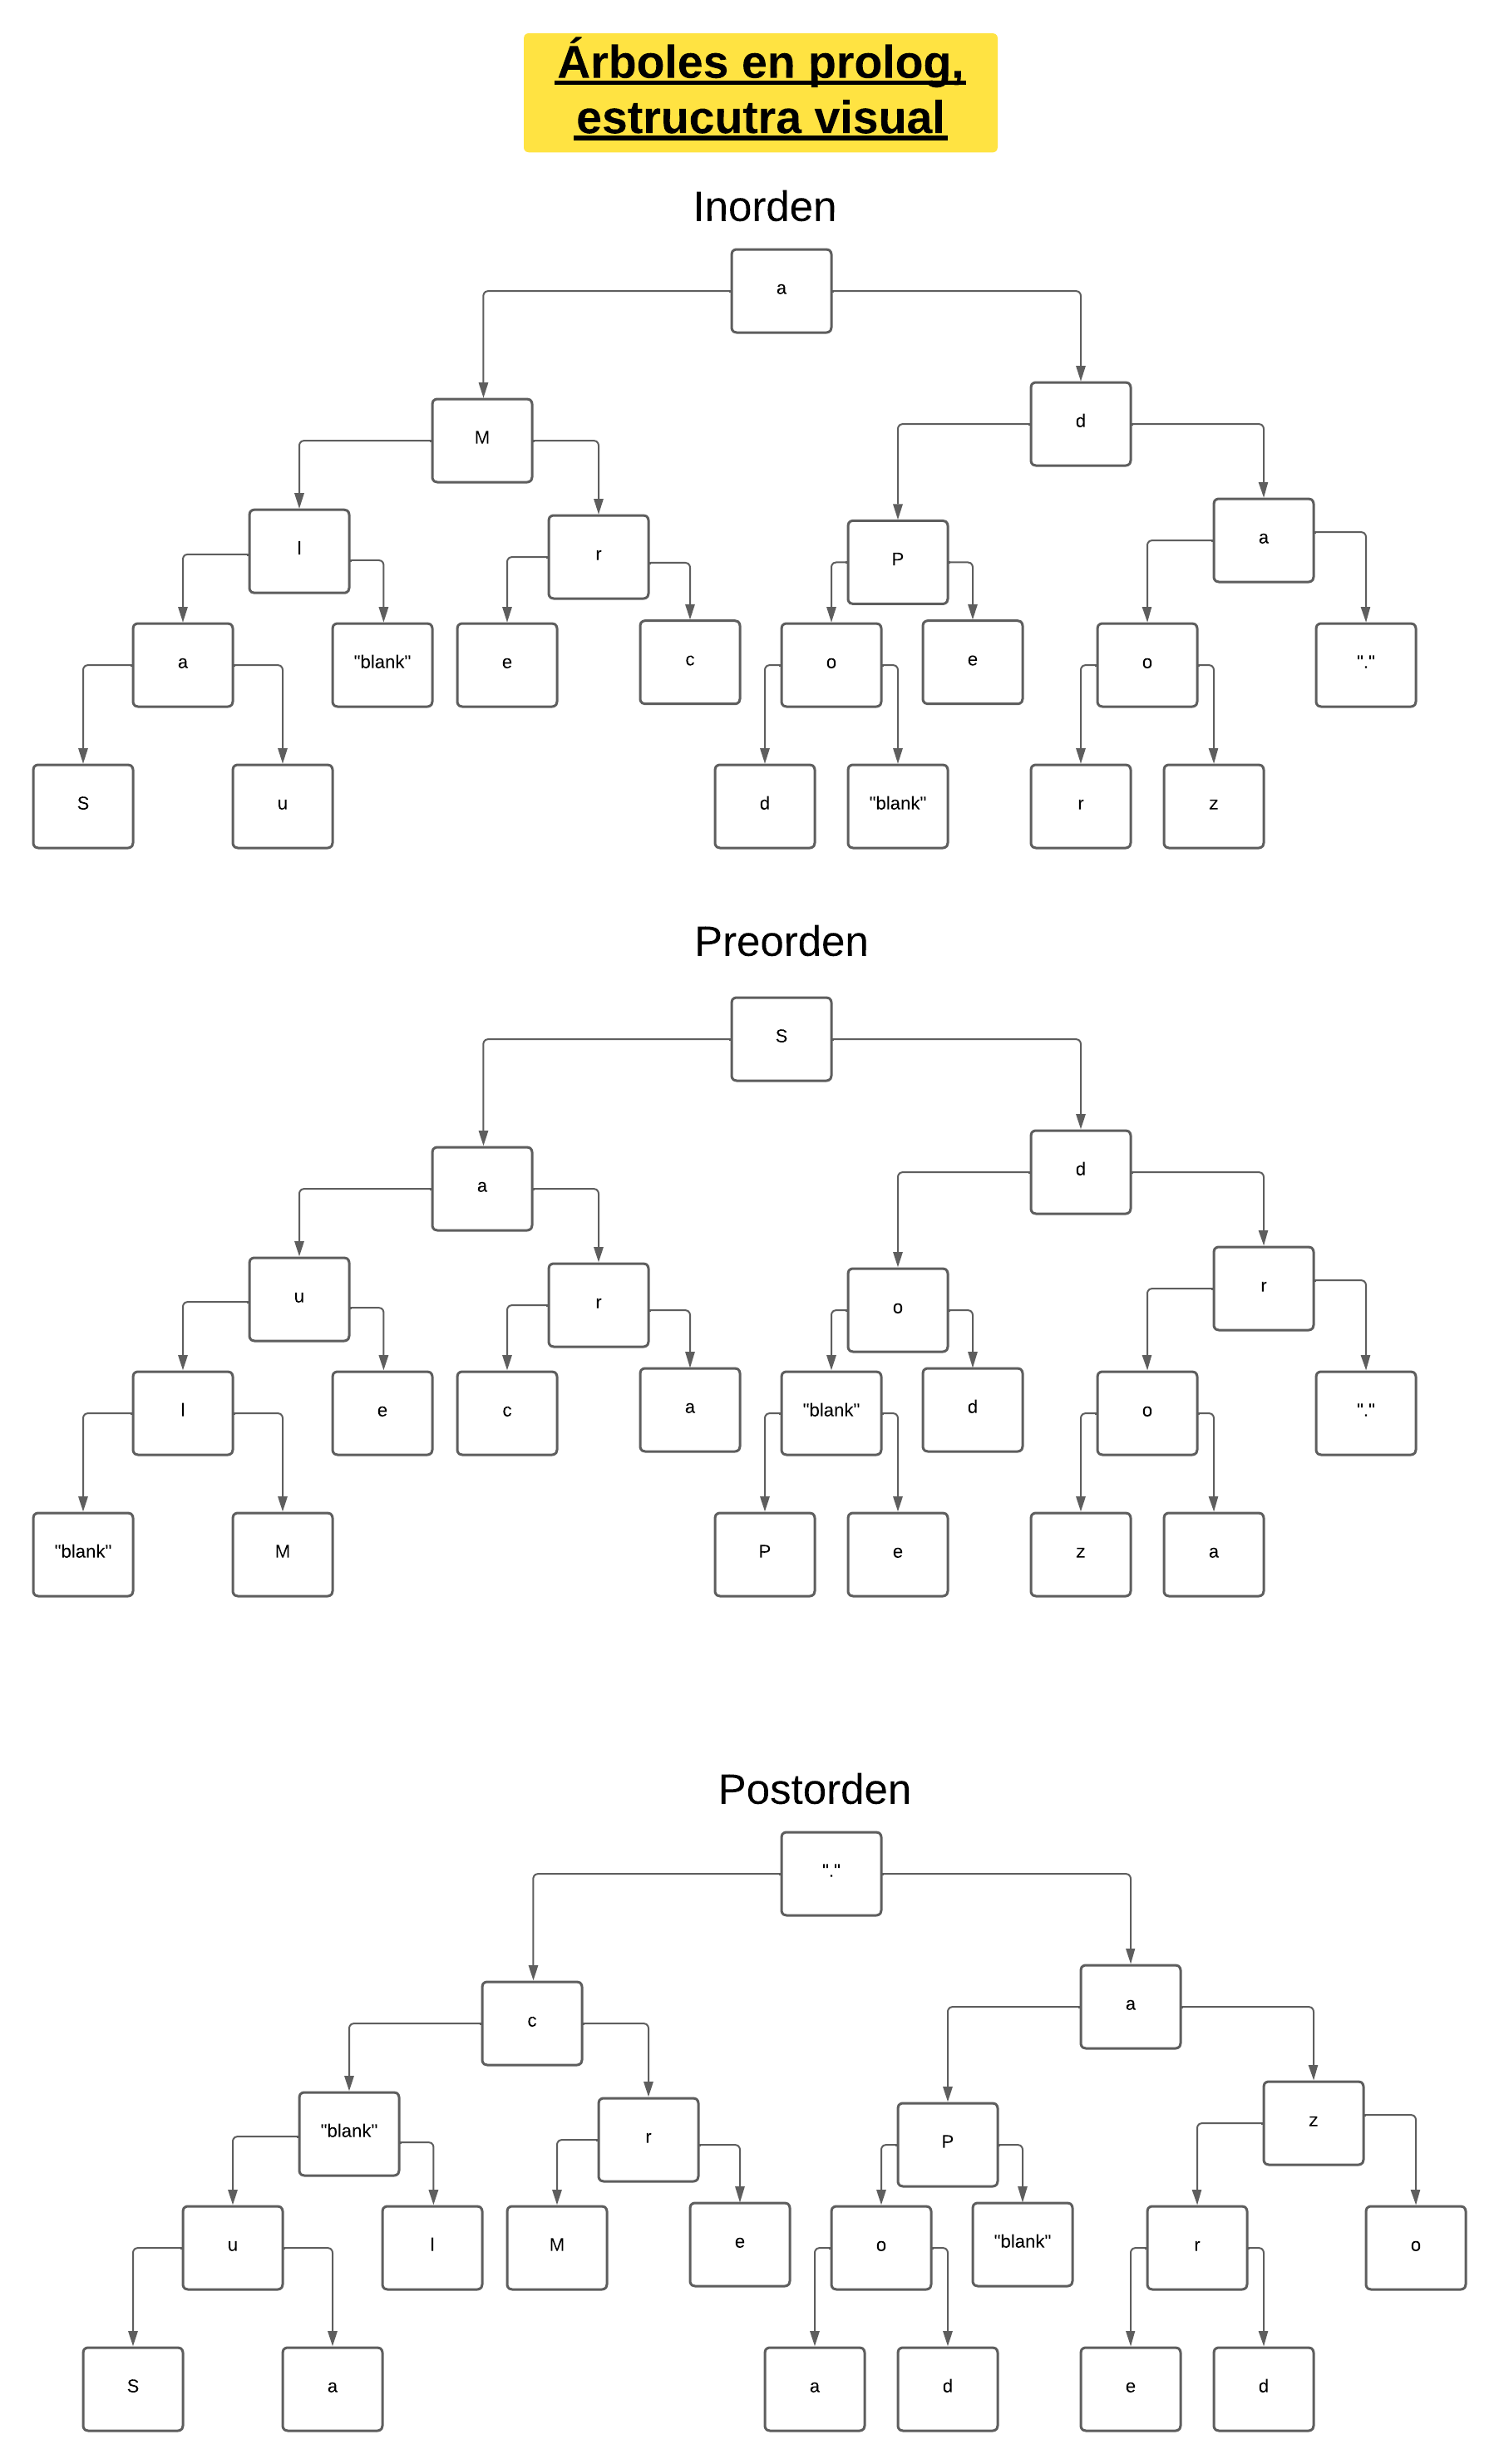 Árboles en prolog,
estrucutra visual
Inorden
a
M
d
l
r
P
a
a
"blank"
e
c
o
e
o
"."
S
u
d
"blank"
r
z
Preorden
S
a
d
u
r
o
r
l
e
c
a
"blank"
d
o
"."
"blank"
M
P
e
z
a
Postorden
"."
c
a
"blank"
r
P
z
u
l
M
e
o
"blank"
r
o
S
a
a
d
e
d